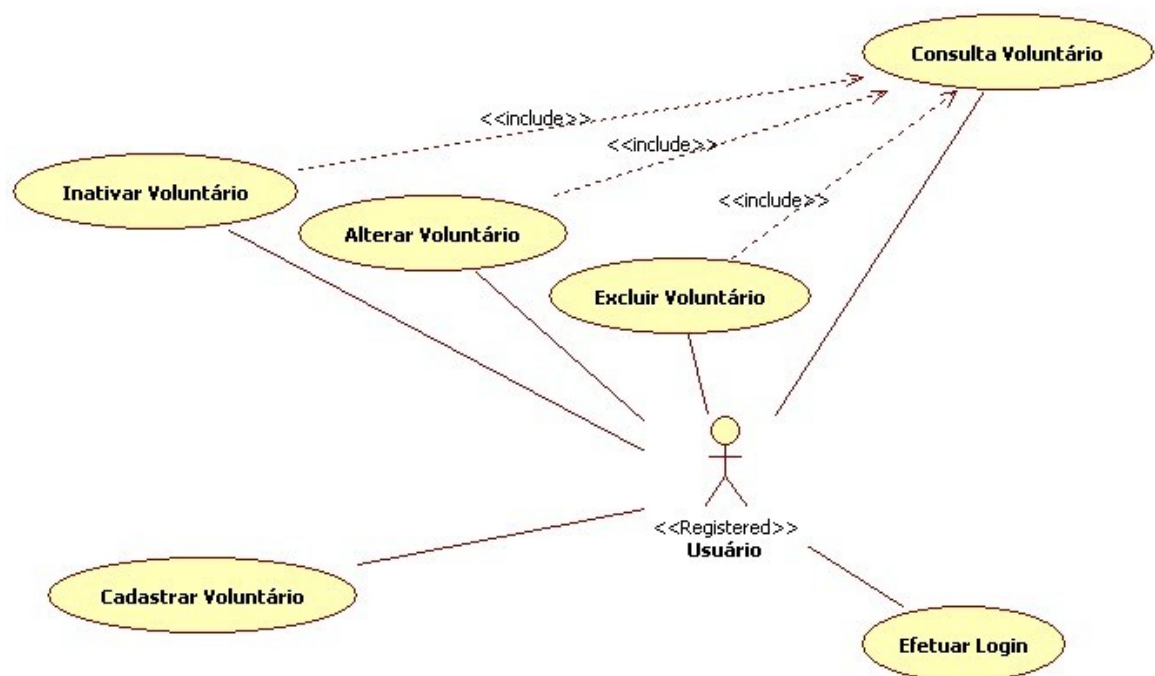 Consulta Voluntário
<<include>>
<<include>>
Inativar Voluntário
<<include>>
Alterar Voluntário
Excluir Voluntário
<<Registered>>
Usuário
Cadastrar Voluntário
Efetuar Login